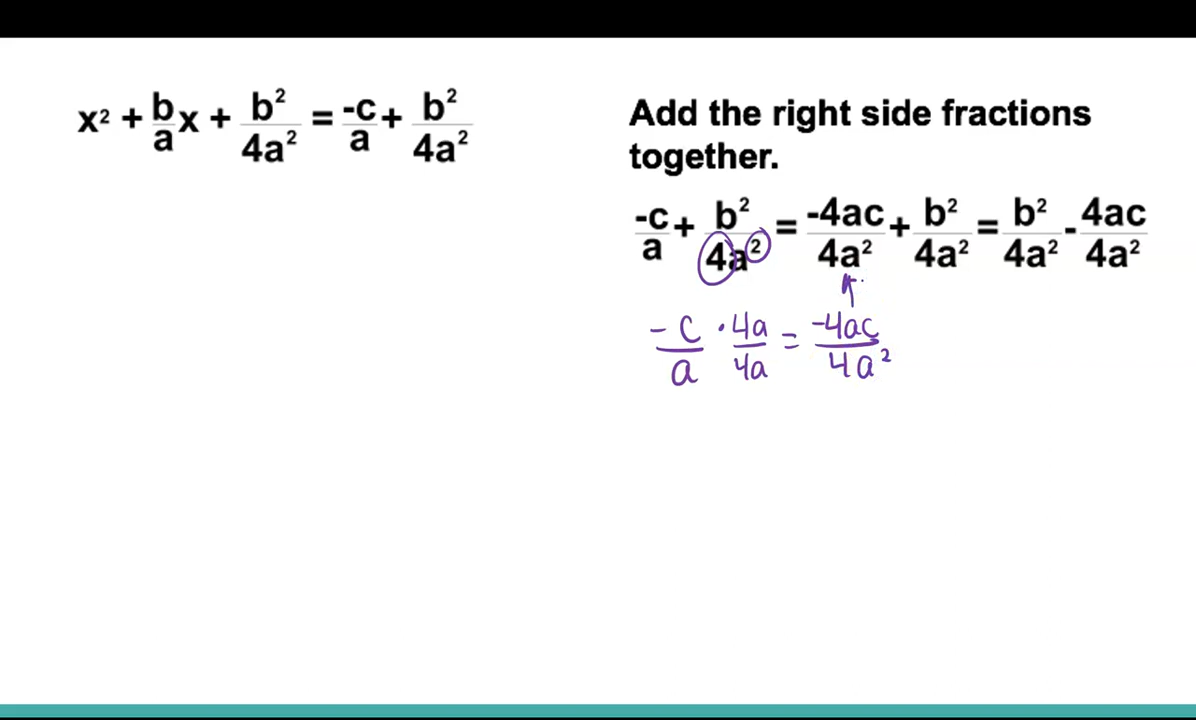 x² + b/a x + b²/4a² = -c/a + b²/4a²
Add the right side fractions
together.
-c/a + b²/4a² = -4ac/4a² + b²/4a² = b²/4a² - 4ac/4a²
-c/a · 4a/4a = -4ac/4a²